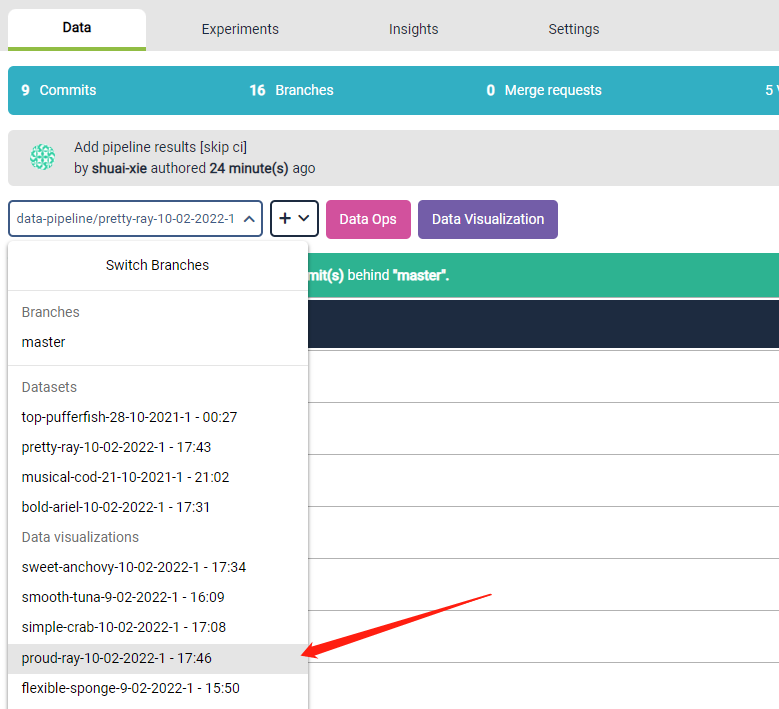 Data Experiments Insights Settings
9 Commits 16 Branches 0 Merge requests 5
Add pipeline results [skip ci]
by shuai-xie authored 24 minute(s) ago
data-pipeline/pretty-ray-10-02-2022-1 + Data Ops Data Visualization
Switch Branches
mit(s) behind "master".
Branches
master
Datasets
top-pufferfish-28-10-2021-1 - 00:27
pretty-ray-10-02-2022-1 - 17:43
musical-cod-21-10-2021-1 - 21:02
bold-ariel-10-02-2022-1 - 17:31
Data visualizations
sweet-anchovy-10-02-2022-1 - 17:34
smooth-tuna-9-02-2022-1 - 16:09
simple-crab-10-02-2022-1 - 17:08
proud-ray-10-02-2022-1 - 17:46
flexible-sponge-9-02-2022-1 - 15:50